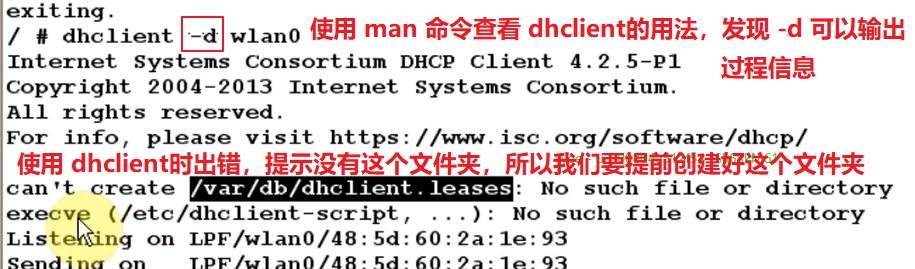 exiting.
/ # dhclient -d wlan0 使用 man 命令查看 dhclient的用法，发现 -d 可以输出
Internet Systems Consortium DHCP Client 4.2.5-P1 过程信息
Copyright 2004-2013 Internet Systems Consortium.
All rights reserved.
For info, please visit https://www.isc.org/software/dhcp/
使用 dhclient时出错，提示没有这个文件夹，所以我们要提前创建好这个文件夹
can't create /var/db/dhclient.leases: No such file or directory
execve (/etc/dhclient-script, ...): No such file or directory
Listening on LPF/wlan0/48:5d:60:2a:1e:93
Sending on   LPF/wlan0/48:5d:60:2a:1e:93